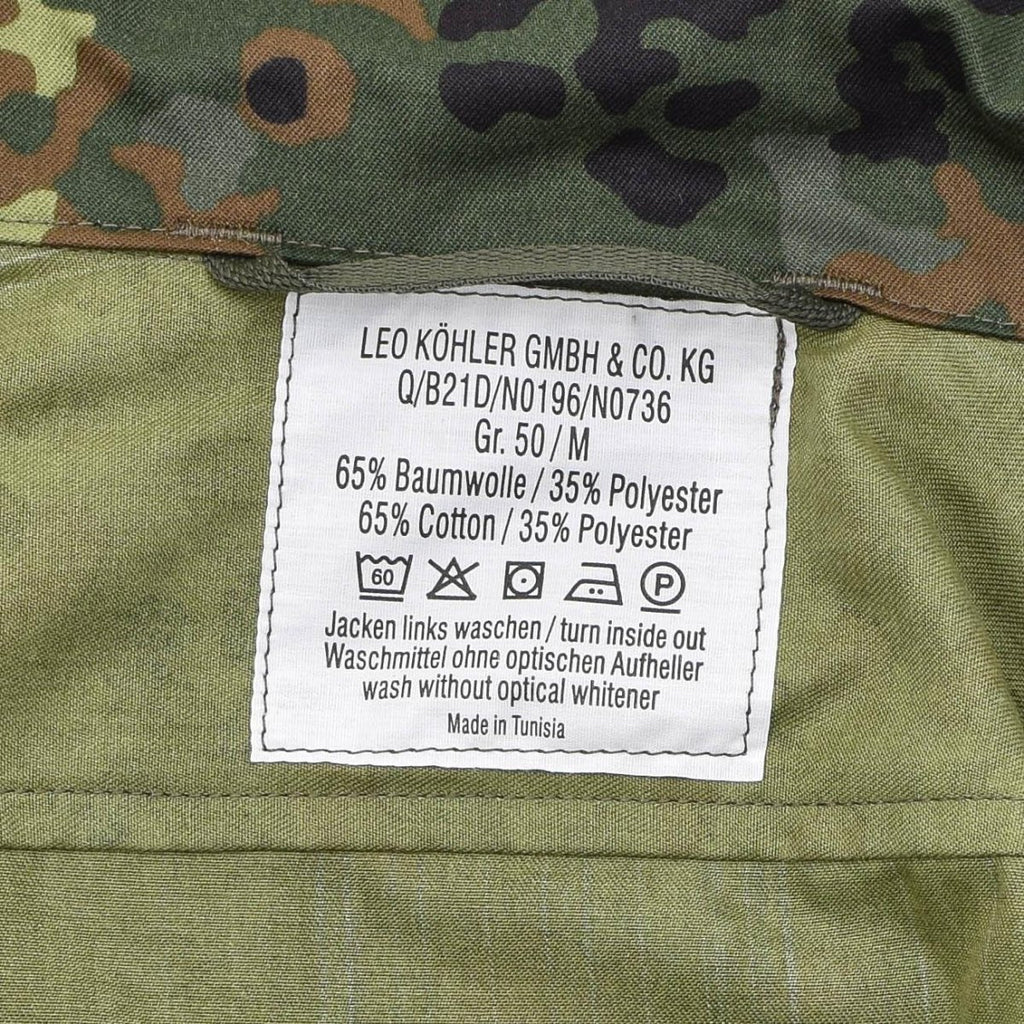 LEO KÖHLER GMBH & CO. KG
Q/B21D/N0196/N0736
Gr. 50 / M
65% Baumwolle / 35% Polyester
65% Cotton / 35% Polyester
60 P
Jacken links waschen / turn inside out
Waschmittel ohne optischen Aufheller
wash without optical whitener
Made in Tunisia